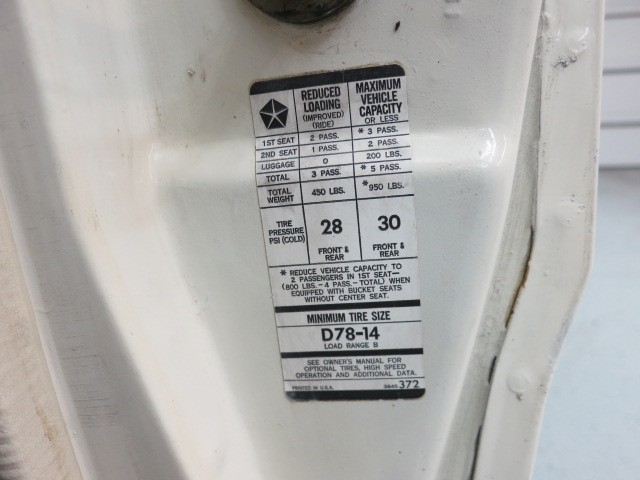 REDUCED LOADING (IMPROVED) (RIDE)
MAXIMUM VEHICLE CAPACITY OR LESS
1ST SEAT 2 PASS. * 3 PASS.
2ND SEAT 1 PASS. 2 PASS.
LUGGAGE 0 200 LBS.
TOTAL 3 PASS. * 5 PASS.
TOTAL WEIGHT 450 LBS. *950 LBS.
TIRE PRESSURE PSI (COLD) 28 FRONT & REAR 30 FRONT & REAR
* REDUCE VEHICLE CAPACITY TO
2 PASSENGERS IN 1ST SEAT—
(800 LBS.-4 PASS.-TOTAL) WHEN
EQUIPPED WITH BUCKET SEATS
WITHOUT CENTER SEAT.
MINIMUM TIRE SIZE
D78-14
LOAD RANGE B
SEE OWNER'S MANUAL FOR
OPTIONAL TIRES, HIGH SPEED
OPERATION AND ADDITIONAL DATA.
PRINTED IN U.S.A. 372